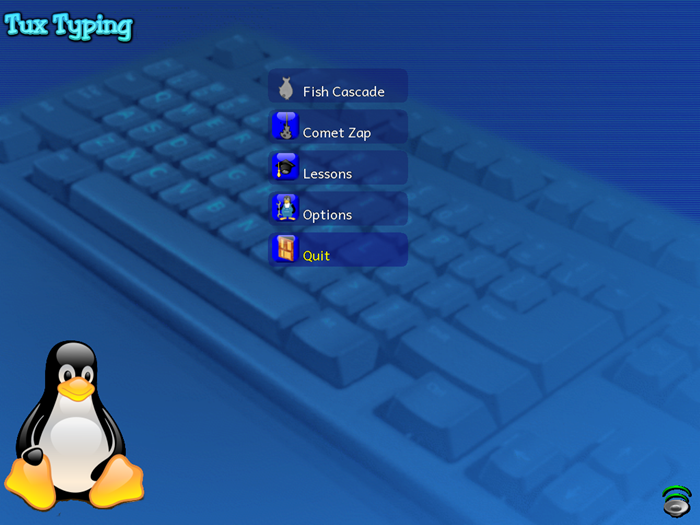 Tux Typing
Fish Cascade
Comet Zap
Lessons
Options
Quit